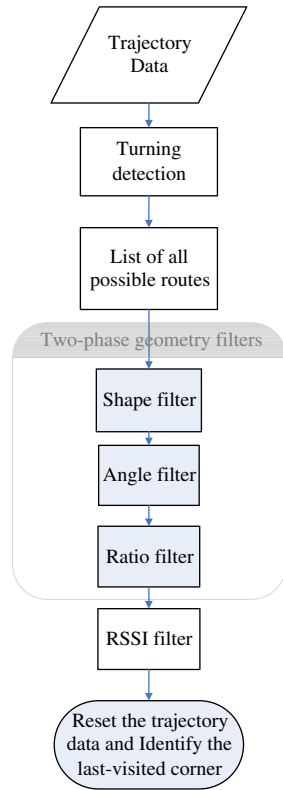 Trajectory
Data
Turning
detection
List of all
possible routes
Two-phase geometry filters
Shape filter
Angle filter
Ratio filter
RSSI filter
Reset the trajectory
data and Identify the
last-visited corner